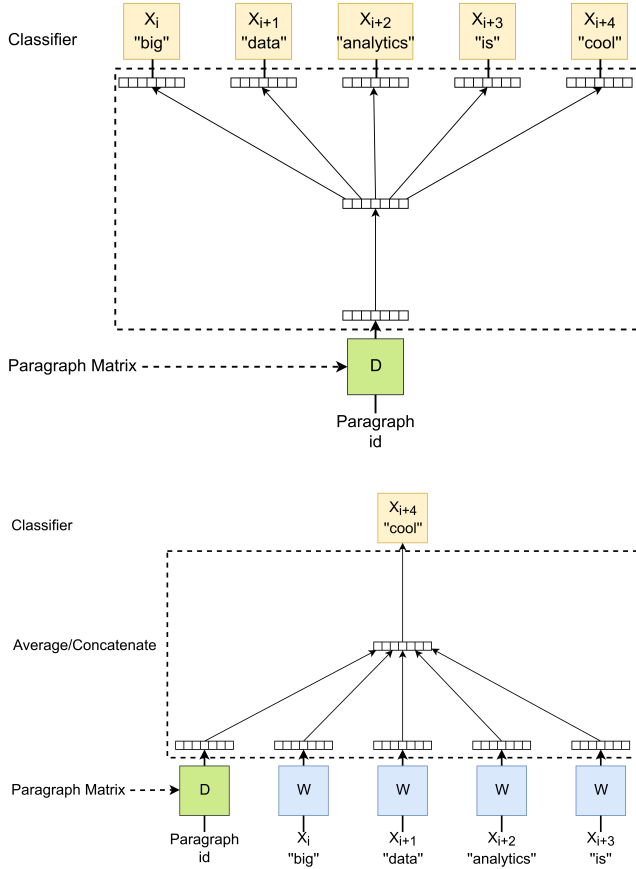 Classifier
Xi
"big"
Xi+1
"data"
Xi+2
"analytics"
Xi+3
"is"
Xi+4
"cool"
Paragraph Matrix
D
Paragraph
id
Classifier
Xi+4
"cool"
Average/Concatenate
Paragraph Matrix
D
W
W
W
W
Paragraph
id
Xi
"big"
Xi+1
"data"
Xi+2
"analytics"
Xi+3
"is"